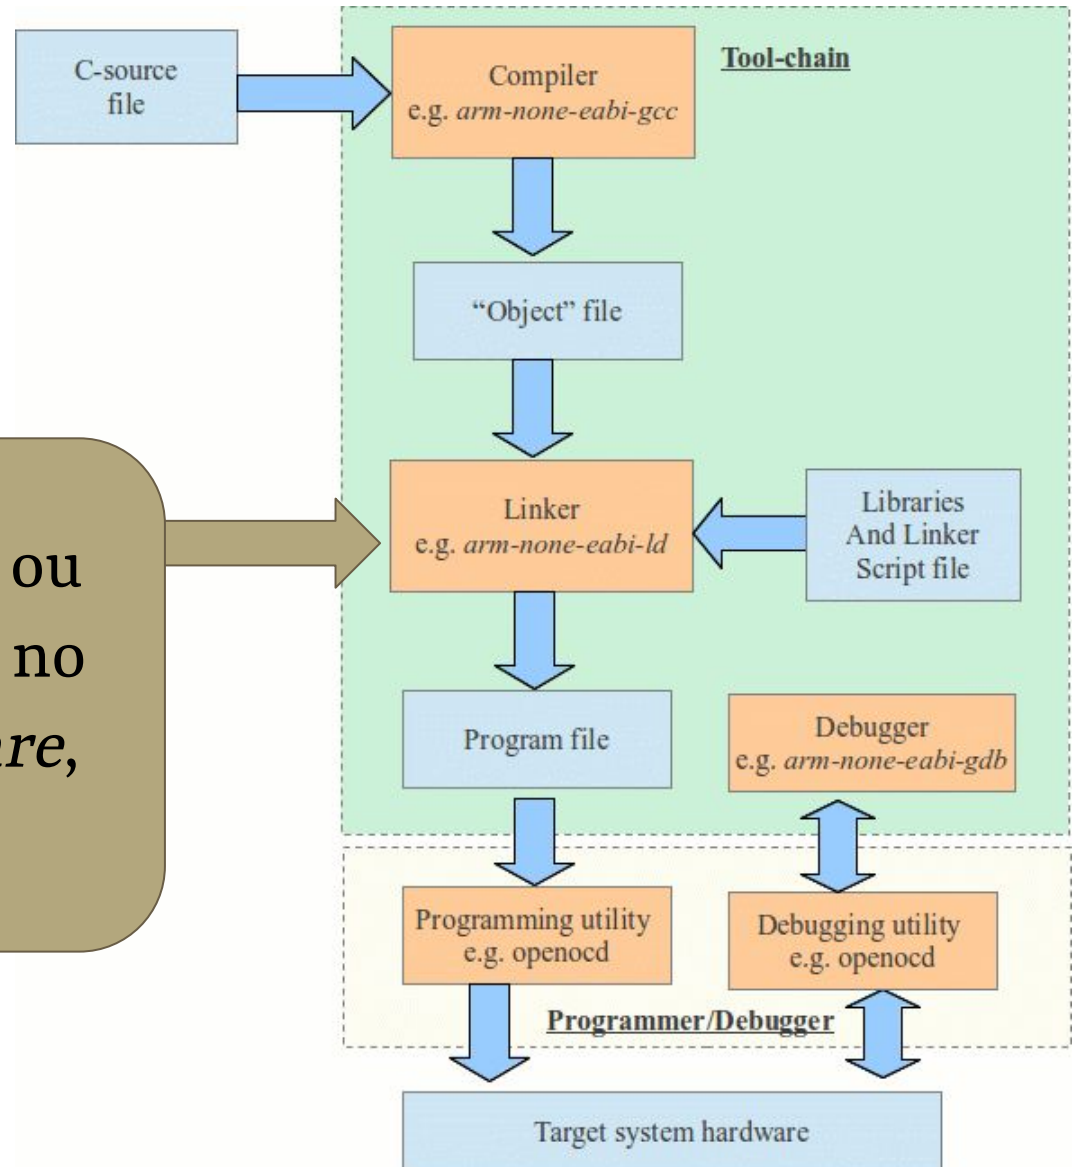 C-source
file
Compiler
e.g. arm-none-eabi-gcc
Tool-chain
“Object” file
ou
no
Linker
e.g. arm-none-eabi-ld
Libraries
And Linker
Script file
Program file
Debugger
e.g. arm-none-eabi-gdb
Programming utility
e.g. openocd
Debugging utility
e.g. openocd
Programmer/Debugger
Target system hardware